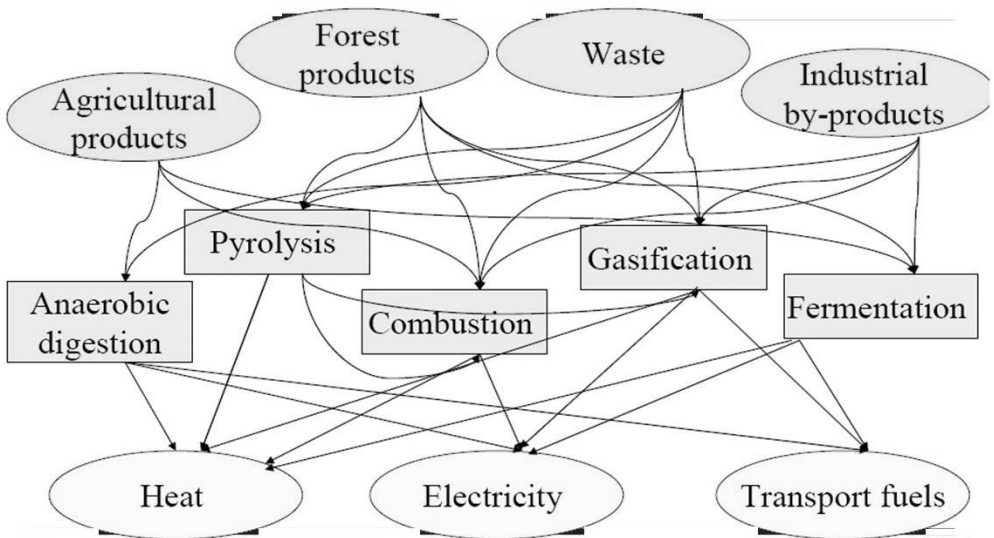 Forest
products
Waste
Industrial
by-products
Agricultural
products
Pyrolysis
Gasification
Anaerobic
digestion
Combustion
Fermentation
Heat
Electricity
Transport fuels